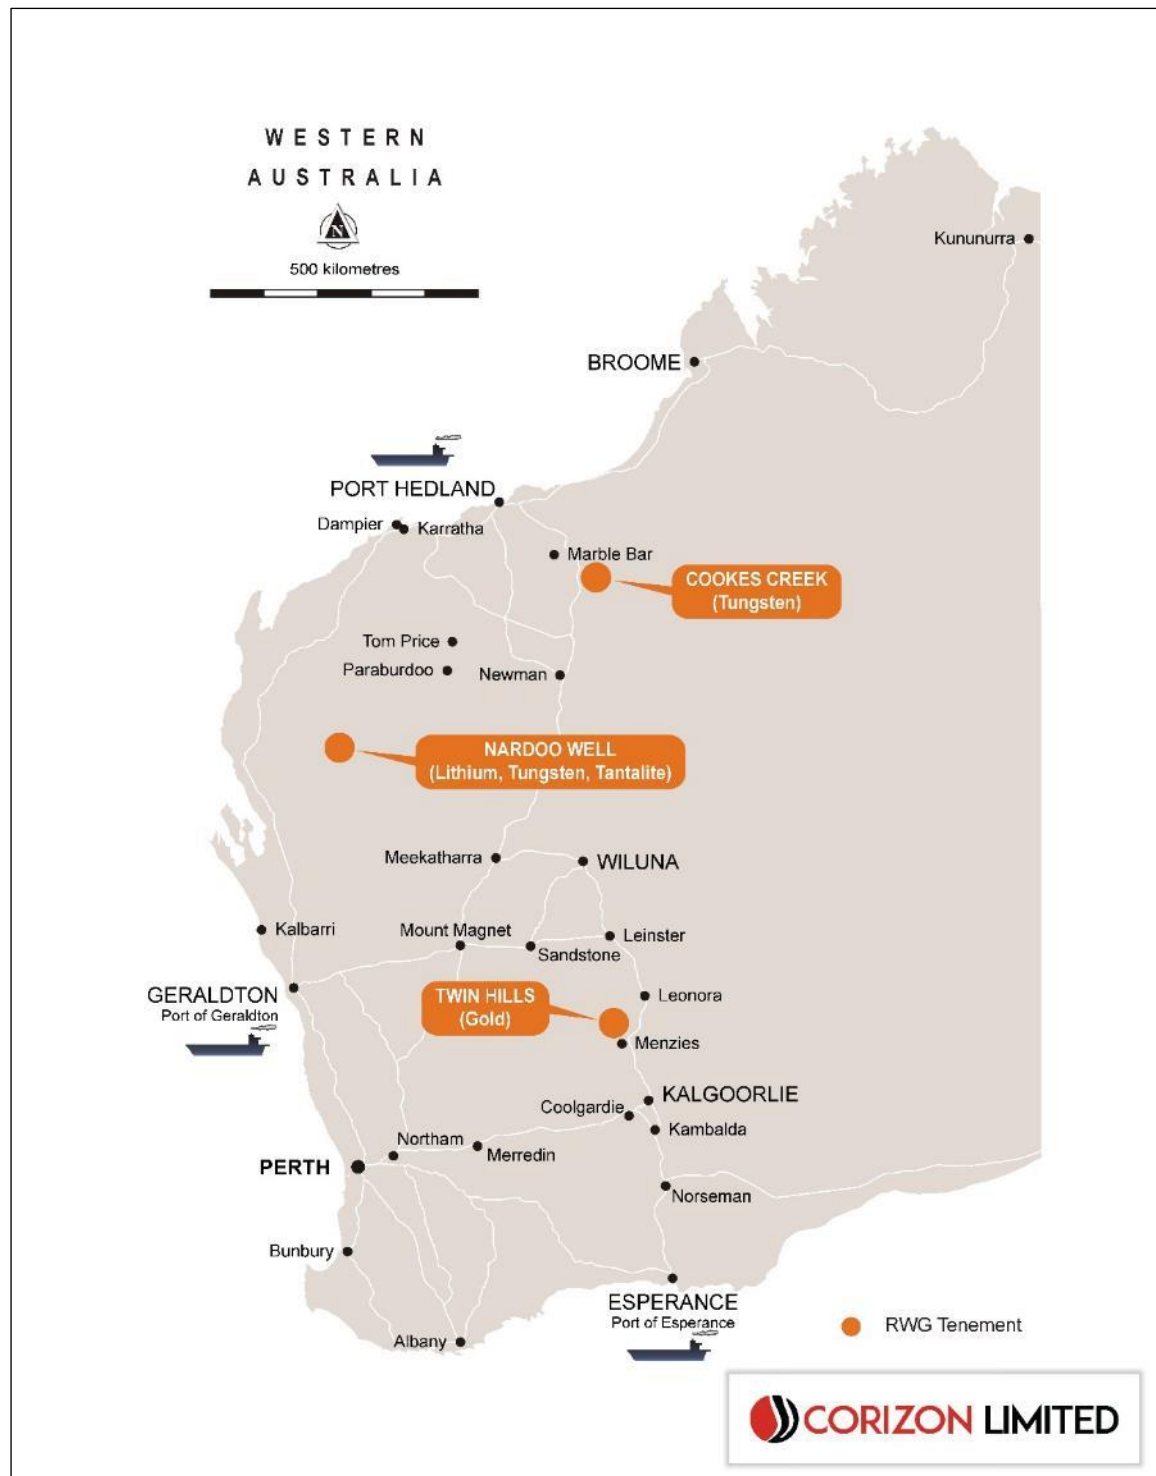 WESTERN
AUSTRALIA
N
500 kilometres
Kununurra
BROOME
PORT HEDLAND
Dampier
Karratha
Marble Bar
COOKES CREEK
(Tungsten)
Tom Price
Paraburdoo
Newman
NARDOO WELL
(Lithium, Tungsten, Tantalite)
Meekatharra
WILUNA
Kalbarri
Mount Magnet
Leinster
Sandstone
GERALDTON
Port of Geraldton
TWIN HILLS
(Gold)
Leonora
Menzies
KALGOORLIE
Coolgardie
Kambalda
Northam
Merredin
PERTH
Norseman
Bunbury
ESPERANCE
Port of Esperance
Albany
RWG Tenement
CORIZON LIMITED